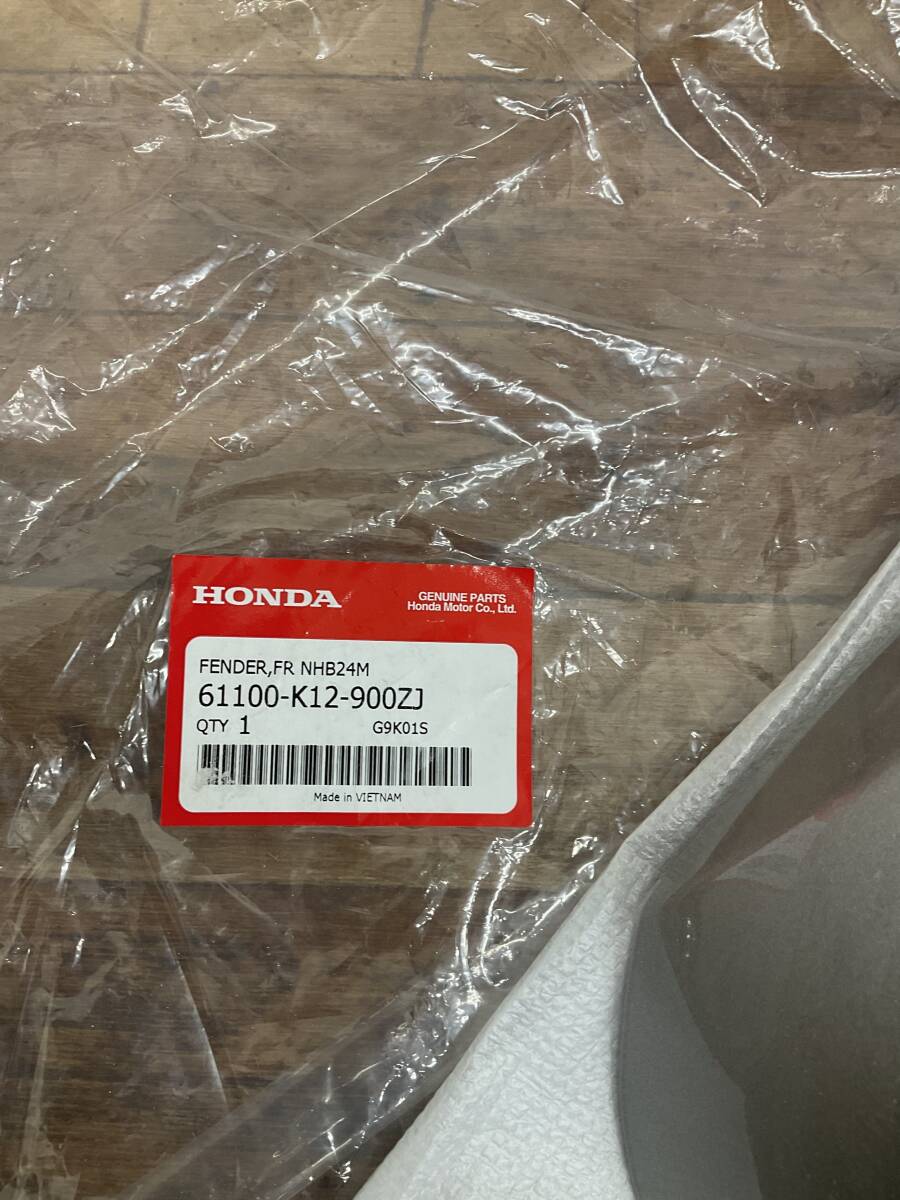 HONDA
GENUINE PARTS
Honda Motor Co., Ltd.
FENDER,FR NHB24M
61100-K12-900ZJ
QTY 1 G9K01S
Made in VIETNAM